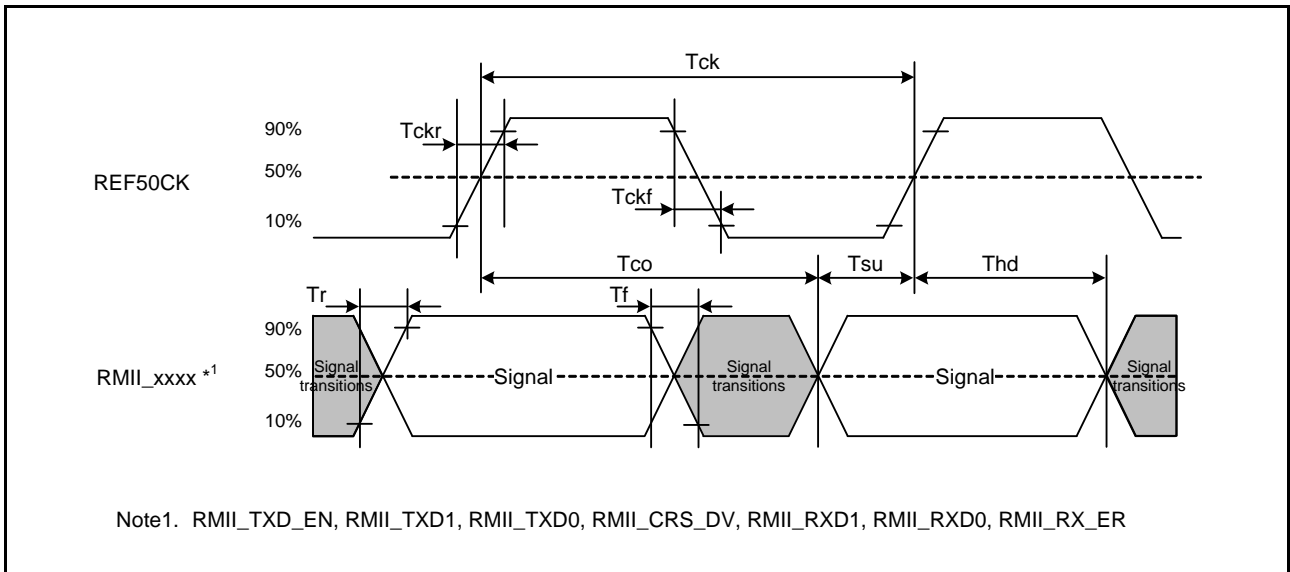 Tck
90%
Tckr
50%
REF50CK
Tckf
10%
Tco Tsu Thd
Tr Tf
90%
RMII_xxxx *1
50%
Signal transitions
Signal
Signal transitions
Signal
Signal transitions
10%
Note1. RMII_TXD_EN, RMII_TXD1, RMII_TXD0, RMII_CRS_DV, RMII_RXD1, RMII_RXD0, RMII_RX_ER